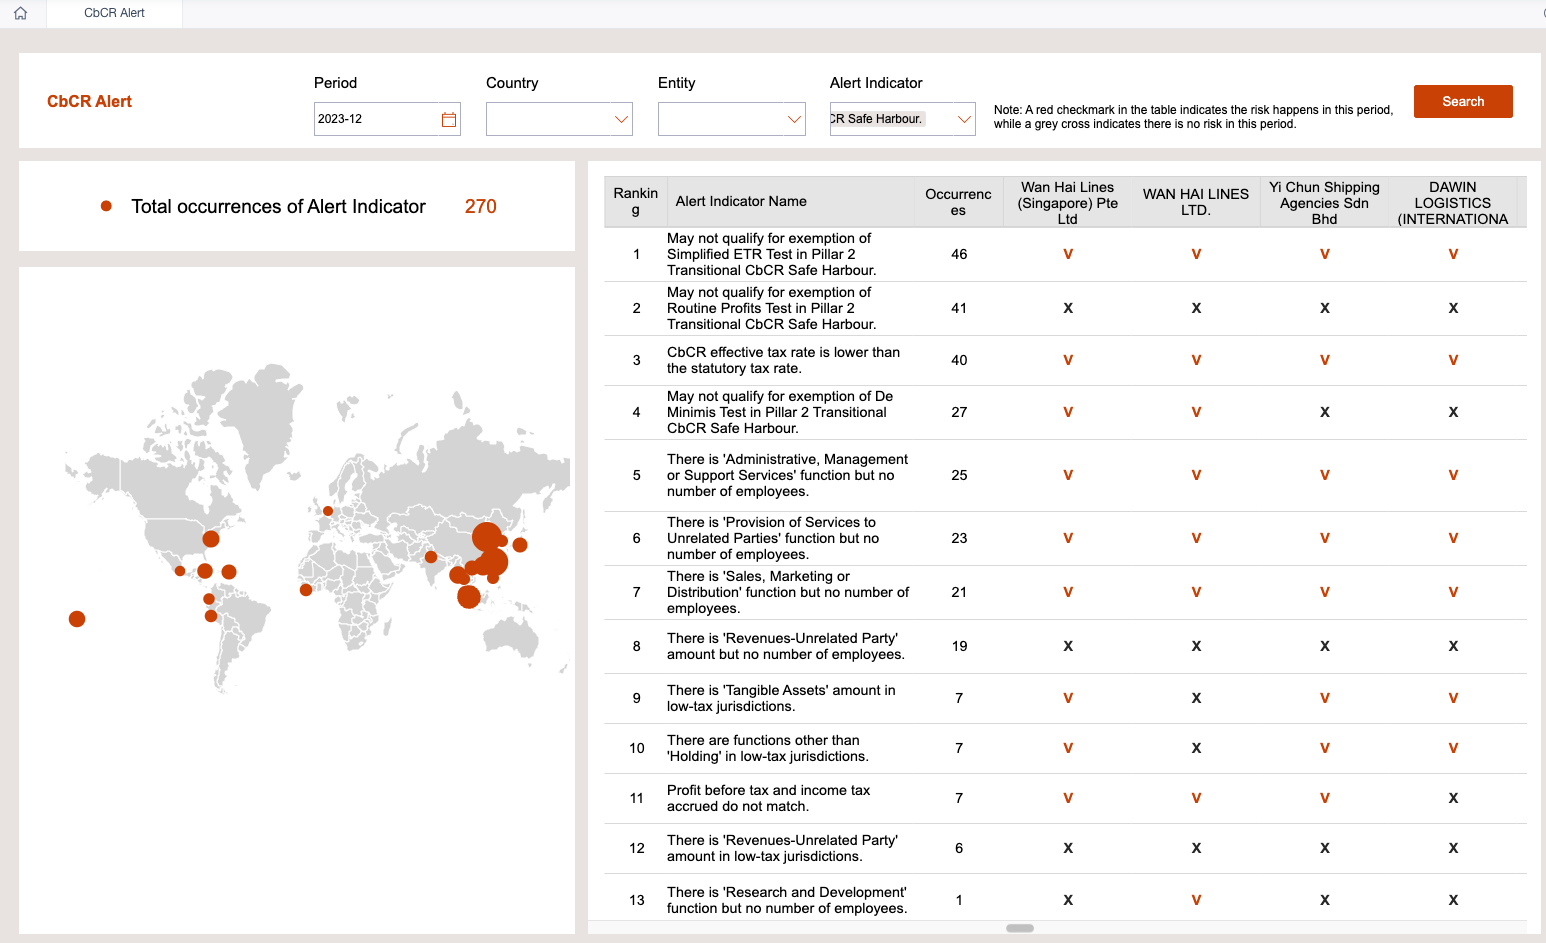 CbCR Alert
CbCR Alert
Period
Country
Entity
Alert Indicator
2023-12
CR Safe Harbour.
Note: A red checkmark in the table indicates the risk happens in this period,
while a grey cross indicates there is no risk in this period.
Search
Total occurrences of Alert Indicator 270
Rankin
g
Alert Indicator Name
Occurrenc
es
Wan Hai Lines
(Singapore) Pte
Ltd
WAN HAI LINES
LTD.
Yi Chun Shipping
Agencies Sdn
Bhd
DAWIN
LOGISTICS
(INTERNATIONA
1
May not qualify for exemption of
Simplified ETR Test in Pillar 2
Transitional CbCR Safe Harbour.
46
V V V V
2
May not qualify for exemption of
Routine Profits Test in Pillar 2
Transitional CbCR Safe Harbour.
41
X X X X
3
CbCR effective tax rate is lower than
the statutory tax rate.
40
V V V V
4
May not qualify for exemption of De
Minimis Test in Pillar 2 Transitional
CbCR Safe Harbour.
27
V V X X
5
There is 'Administrative, Management
or Support Services' function but no
number of employees.
25
V V V V
6
There is 'Provision of Services to
Unrelated Parties' function but no
number of employees.
23
V V V V
7
There is 'Sales, Marketing or
Distribution' function but no number of
employees.
21
V V V V
8
There is 'Revenues-Unrelated Party'
amount but no number of employees.
19
X X X X
9
There is 'Tangible Assets' amount in
low-tax jurisdictions.
7
V X V V
10
There are functions other than
'Holding' in low-tax jurisdictions.
7
V X V V
11
Profit before tax and income tax
accrued do not match.
7
V V V X
12
There is 'Revenues-Unrelated Party'
amount in low-tax jurisdictions.
6
X X X X
13
There is 'Research and Development'
function but no number of employees.
1
X V X X